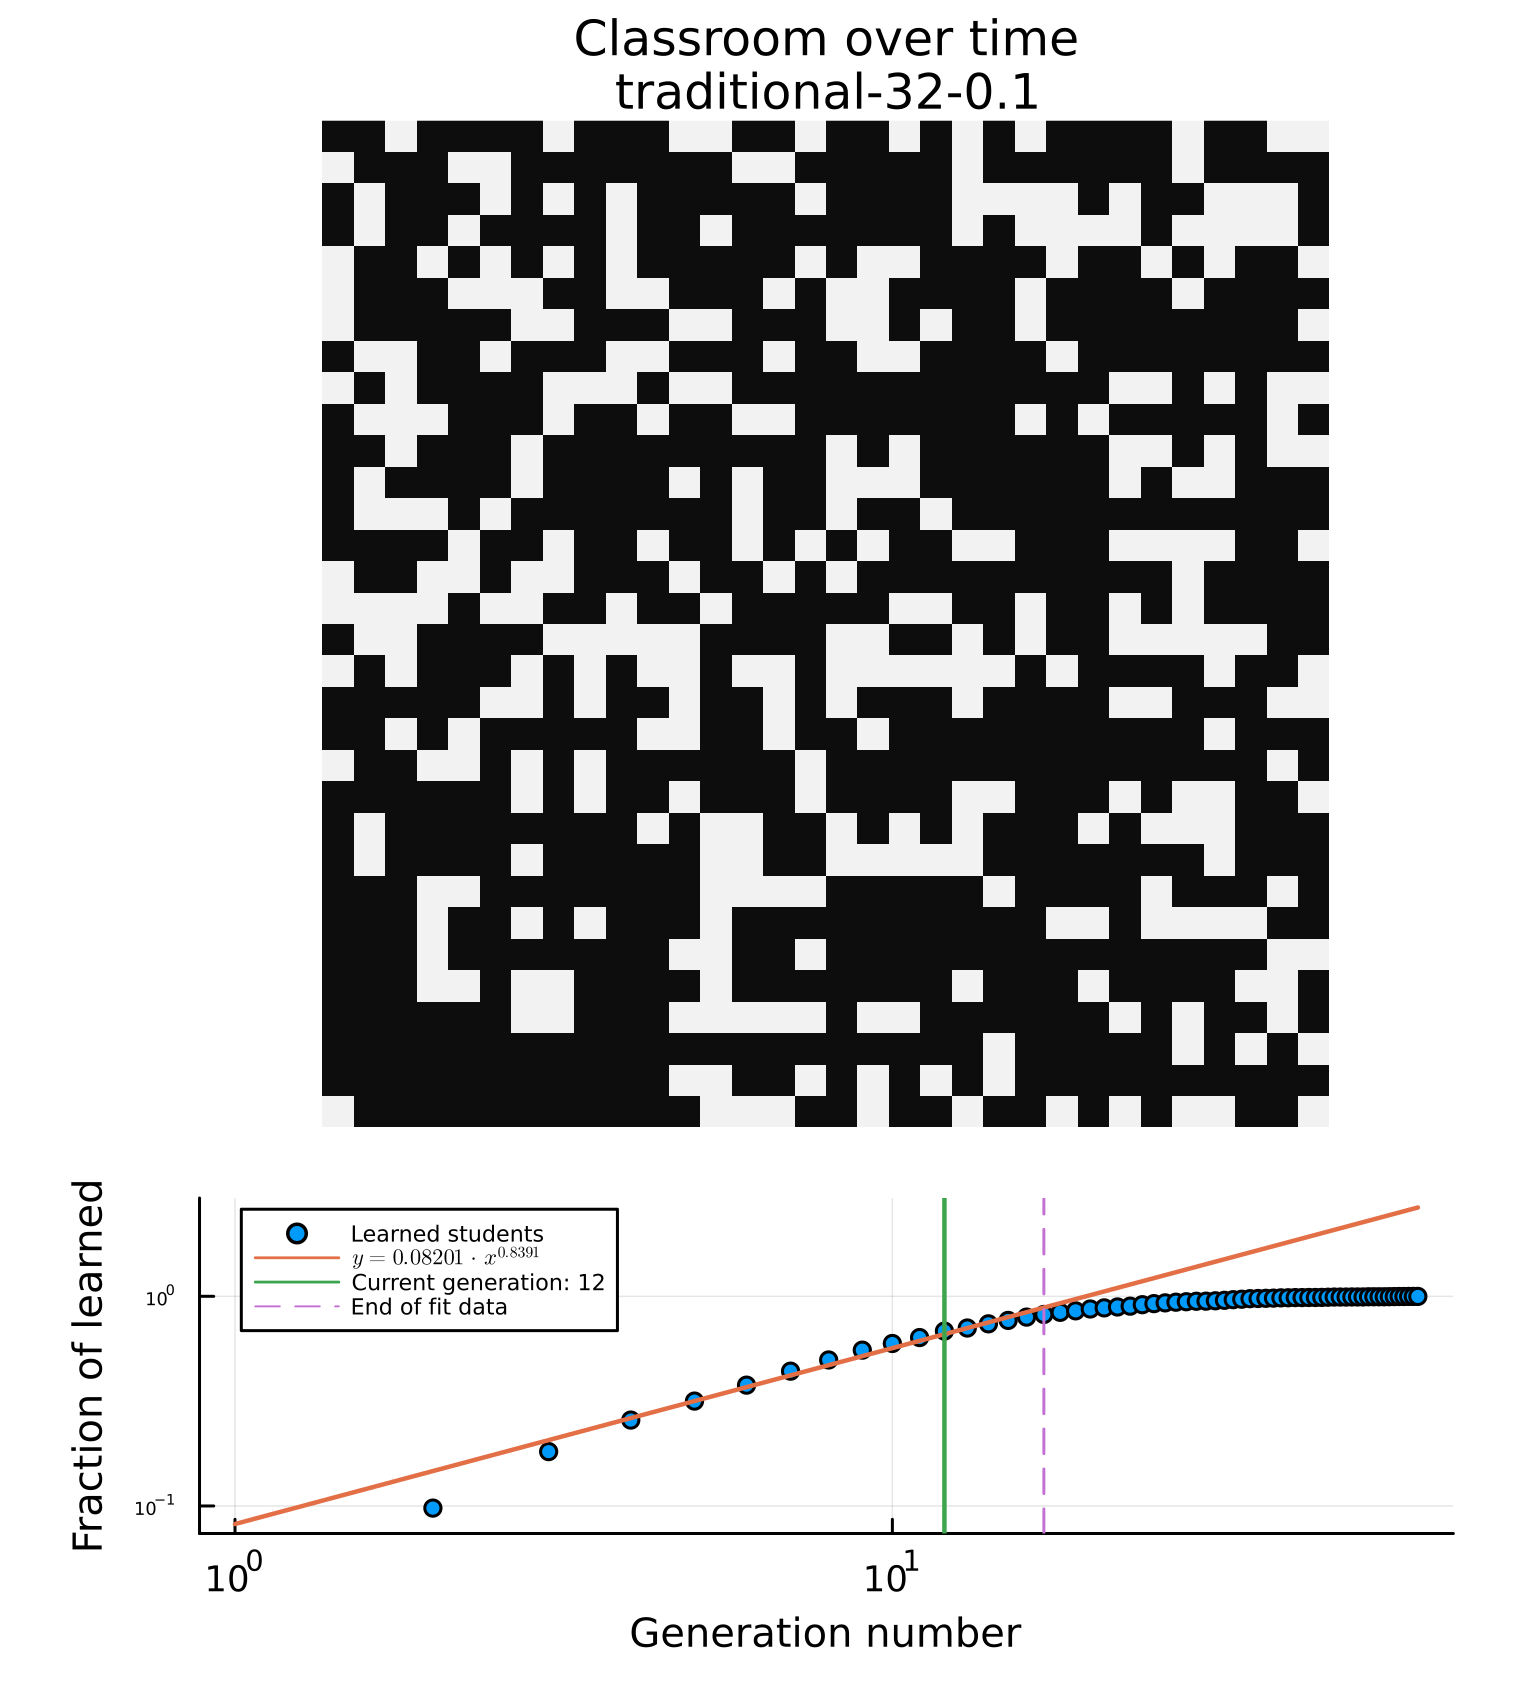 Classroom over time
traditional-32-0.1
Fraction of learned
Learned students
y = 0.08201 · x^0.8391
Current generation: 12
End of fit data
10^0
10^-1
10^0
10^1
Generation number